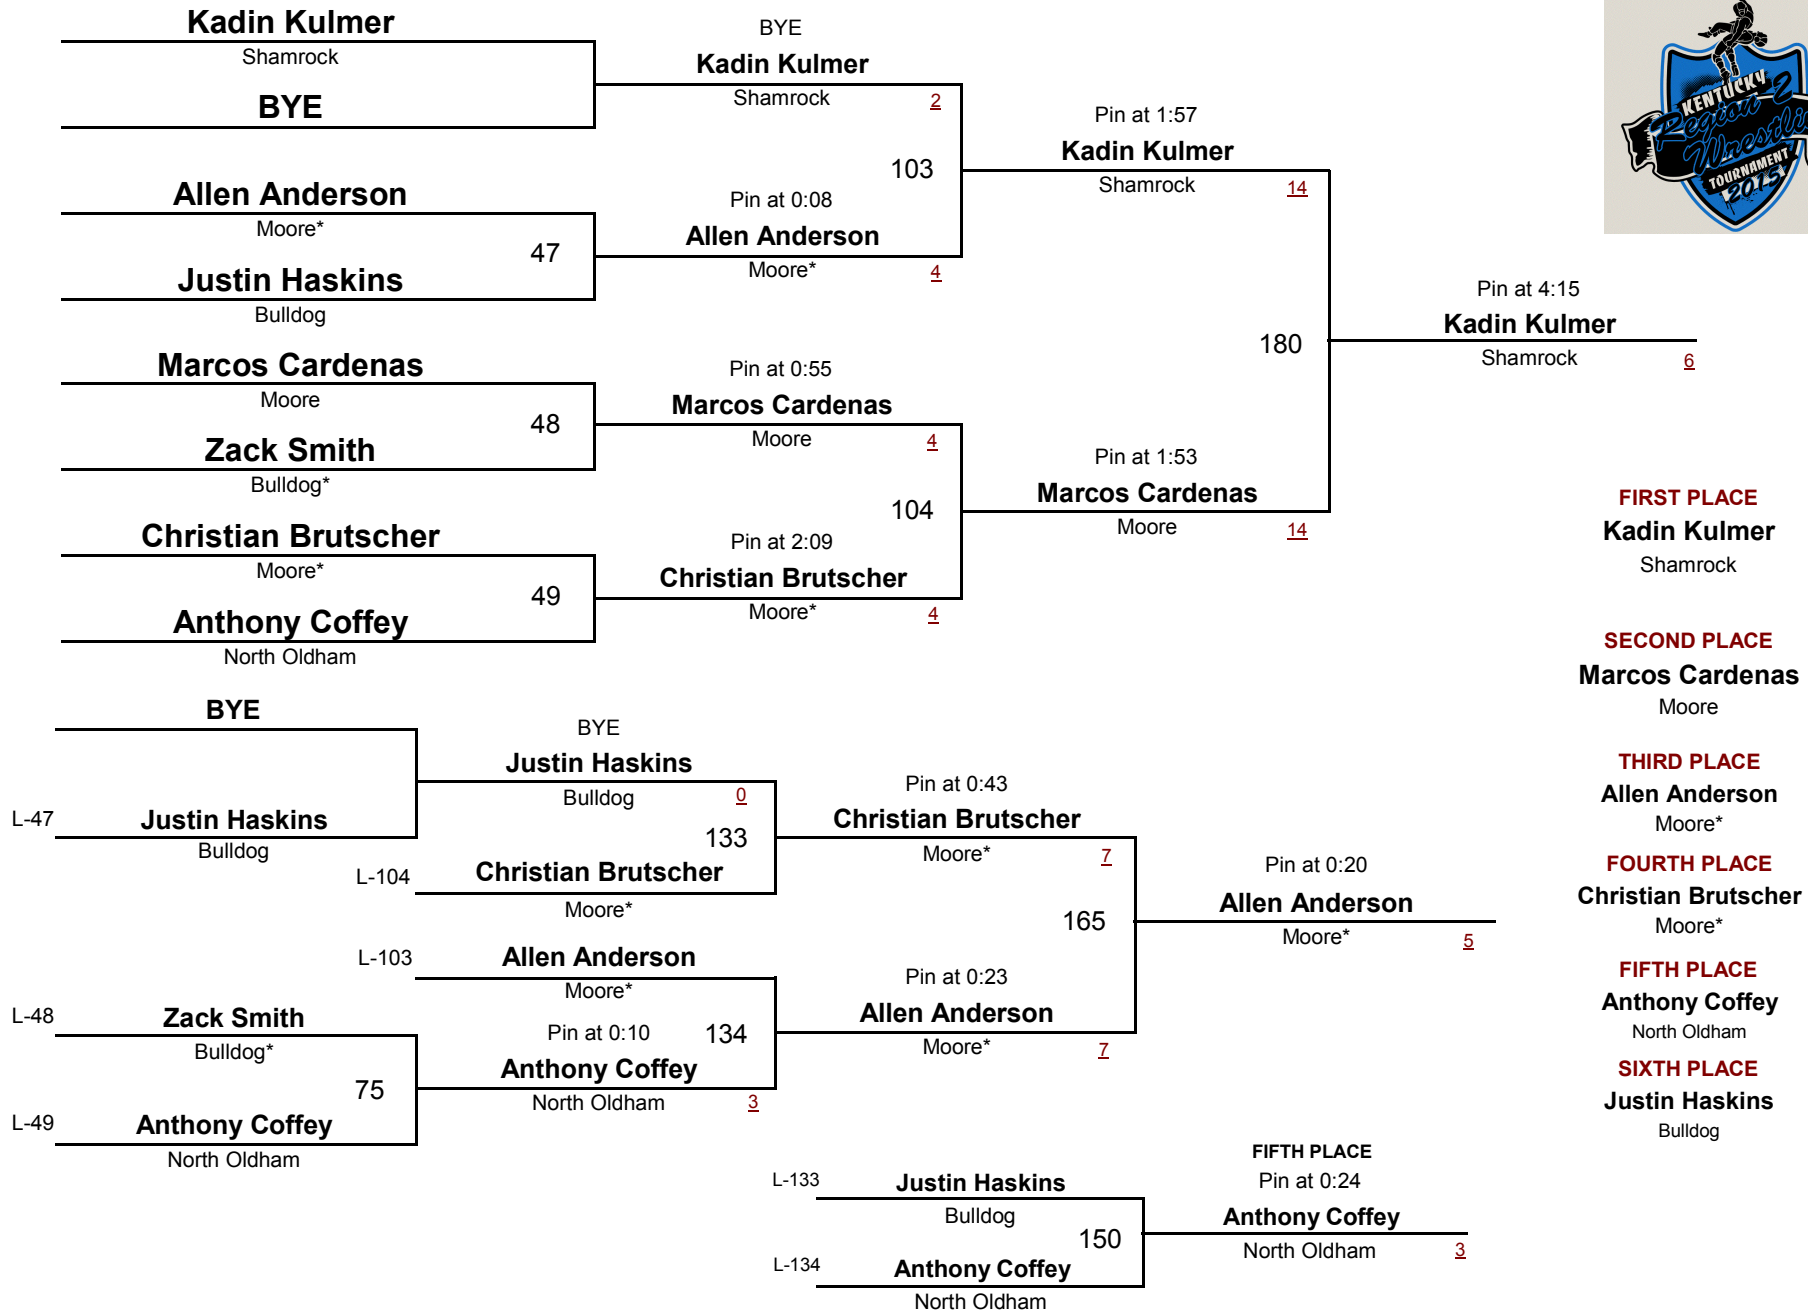 Kadin Kulmer
Shamrock
BYE
Allen Anderson
Moore*
47
Justin Haskins
Bulldog
Marcos Cardenas
Moore
48
Zack Smith
Bulldog*
Christian Brutscher
Moore*
49
Anthony Coffey
North Oldham
BYE
Kadin Kulmer
Shamrock
2
103
Pin at 0:08
Allen Anderson
Moore*
4
Pin at 0:55
Marcos Cardenas
Moore
4
104
Pin at 2:09
Christian Brutscher
Moore*
4
Pin at 1:57
Kadin Kulmer
Shamrock
14
180
Pin at 1:53
Marcos Cardenas
Moore
14
Pin at 4:15
Kadin Kulmer
Shamrock
6
KENTUCKY
Region 2
TOURNAMENT
2015
FIRST PLACE
Kadin Kulmer
Shamrock
SECOND PLACE
Marcos Cardenas
Moore
THIRD PLACE
Allen Anderson
Moore*
FOURTH PLACE
Christian Brutscher
Moore*
FIFTH PLACE
Anthony Coffey
North Oldham
SIXTH PLACE
Justin Haskins
Bulldog
BYE
L-47
Justin Haskins
Bulldog
BYE
Justin Haskins
Bulldog
0
133
L-104
Christian Brutscher
Moore*
L-103
Allen Anderson
Moore*
L-48
Zack Smith
Bulldog*
75
L-49
Anthony Coffey
North Oldham
Pin at 0:10
134
Anthony Coffey
North Oldham
3
Pin at 0:43
Christian Brutscher
Moore*
7
165
Pin at 0:23
Allen Anderson
Moore*
7
Pin at 0:20
Allen Anderson
Moore*
5
L-133
Justin Haskins
Bulldog
150
L-134
Anthony Coffey
North Oldham
FIFTH PLACE
Pin at 0:24
Anthony Coffey
North Oldham
3